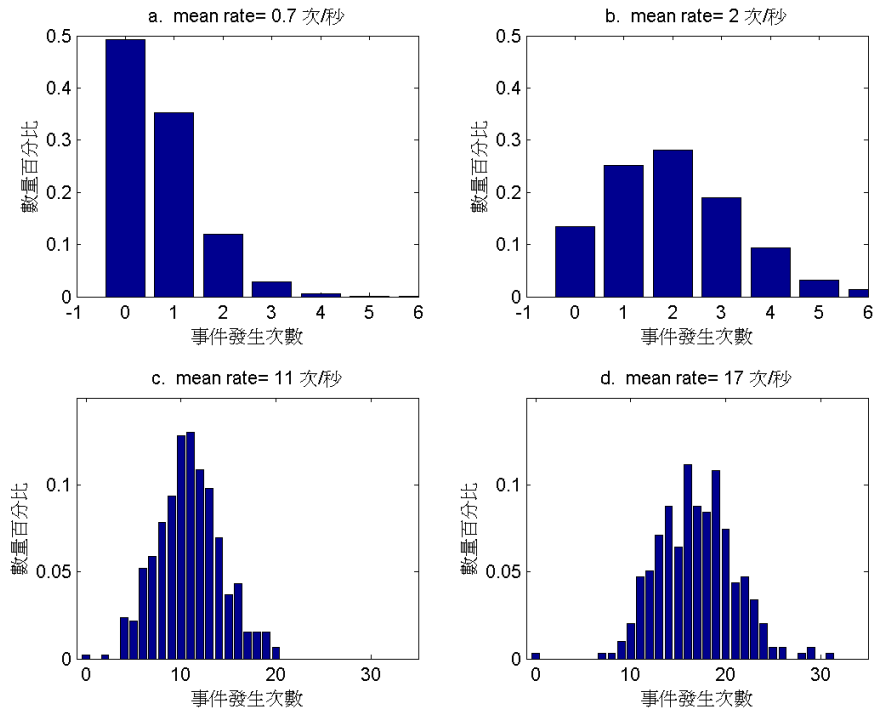 a. mean rate= 0.7 次/秒
0.5
0.4
0.3
0.2
0.1
0
數量百分比
-1 0 1 2 3 4 5 6
事件發生次數
b. mean rate= 2 次/秒
0.5
0.4
0.3
0.2
0.1
0
數量百分比
-1 0 1 2 3 4 5 6
事件發生次數
c. mean rate= 11 次/秒
0.1
0.05
0
數量百分比
0 10 20 30
事件發生次數
d. mean rate= 17 次/秒
0.1
0.05
0
數量百分比
0 10 20 30
事件發生次數